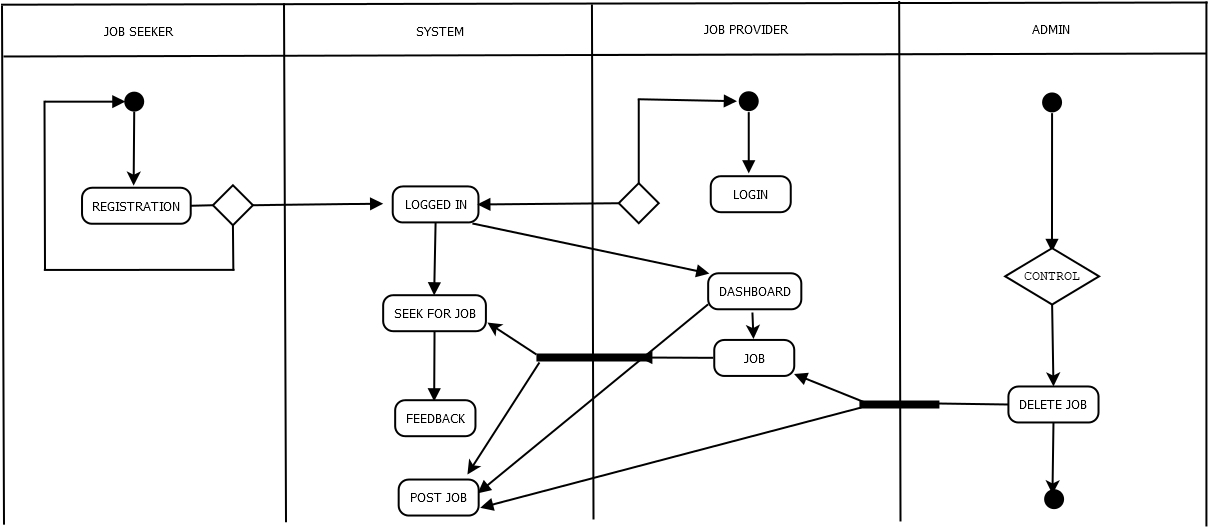 JOB SEEKER
SYSTEM
JOB PROVIDER
ADMIN
REGISTRATION
LOGGED IN
LOGIN
SEEK FOR JOB
DASHBOARD
CONTROL
JOB
FEEDBACK
DELETE JOB
POST JOB